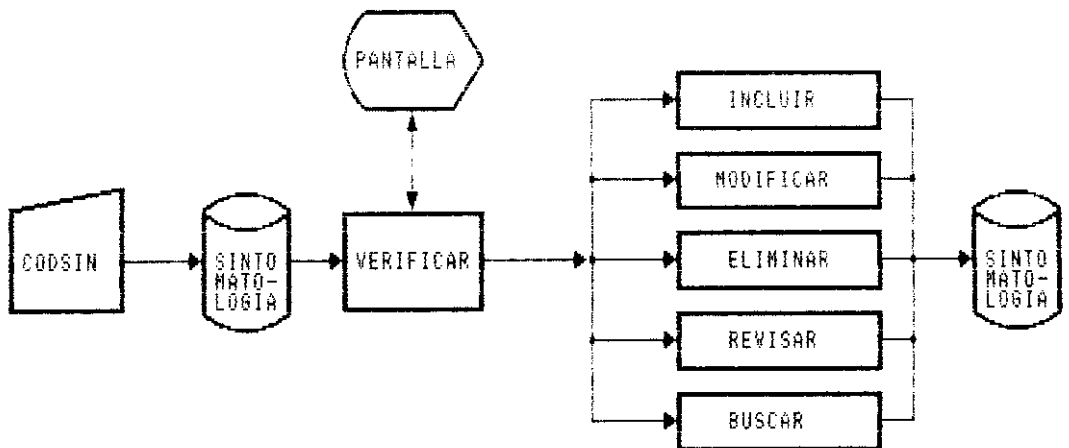 PANTALLA
INCLUIR
MODIFICAR
CODSIN
SINTO
MATO-
LOGIA
VERIFICAR
ELIMINAR
SINTO
MATO-
LOGIA
REVISAR
BUSCAR